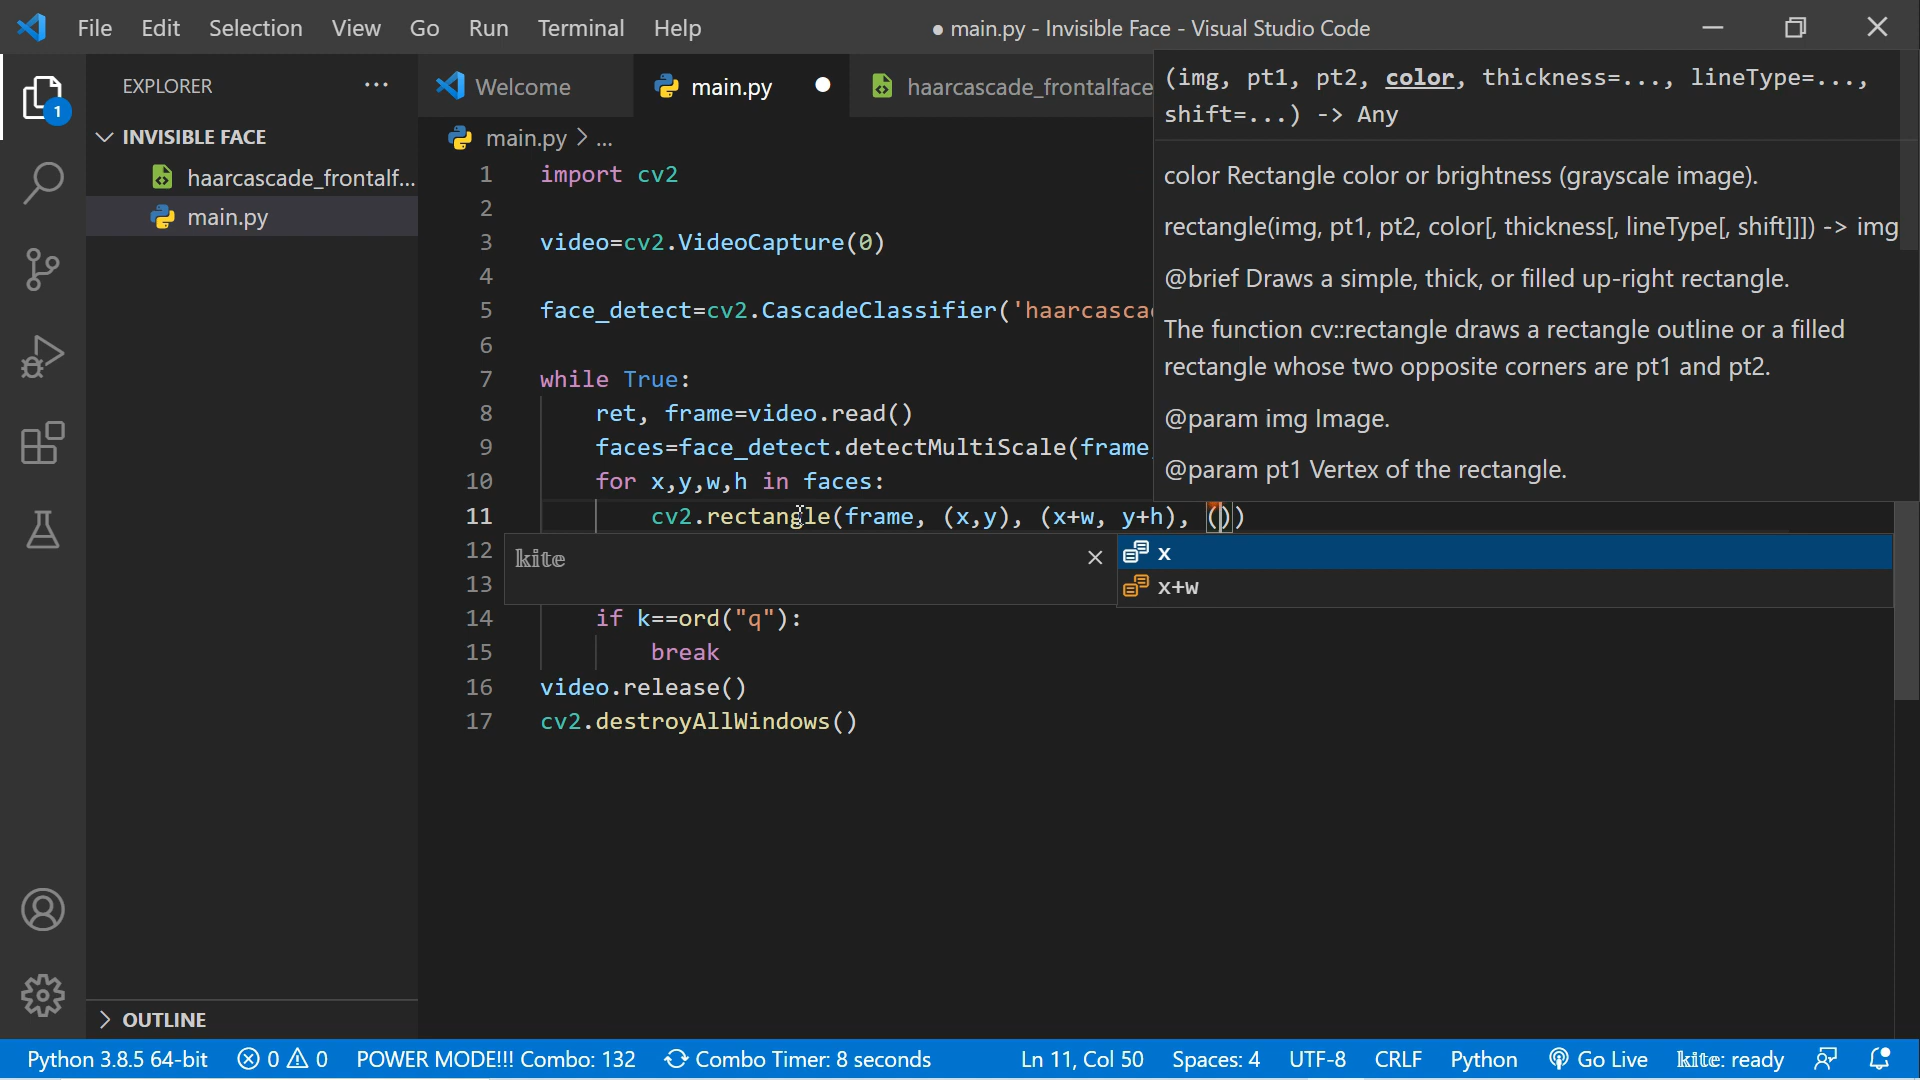 File Edit Selection View Go Run Terminal Help
● main.py - Invisible Face - Visual Studio Code
1
EXPLORER ...
INVISIBLE FACE
haarcascade_frontalf...
main.py
OUTLINE
Welcome
main.py ●
haarcascade_frontalface
main.py > ...
1 import cv2
2
3 video=cv2.VideoCapture(0)
4
5 face_detect=cv2.CascadeClassifier('haarcasca
6
7 while True:
8 ret, frame=video.read()
9 faces=face_detect.detectMultiScale(frame
10 for x,y,w,h in faces:
11 cv2.rectangle(frame, (x,y), (x+w, y+h), ())
12
13
14 if k==ord("q"):
15 break
16 video.release()
17 cv2.destroyAllWindows()
(img, pt1, pt2, color, thickness=..., lineType=...,
shift=...) -> Any
color Rectangle color or brightness (grayscale image).
rectangle(img, pt1, pt2, color[, thickness[, lineType[, shift]]]) -> img
@brief Draws a simple, thick, or filled up-right rectangle.
The function cv::rectangle draws a rectangle outline or a filled
rectangle whose two opposite corners are pt1 and pt2.
@param img Image.
@param pt1 Vertex of the rectangle.
kite
x
x+w
Python 3.8.5 64-bit 0 0 POWER MODE!!! Combo: 132 Combo Timer: 8 seconds Ln 11, Col 50 Spaces: 4 UTF-8 CRLF Python Go Live kite: ready